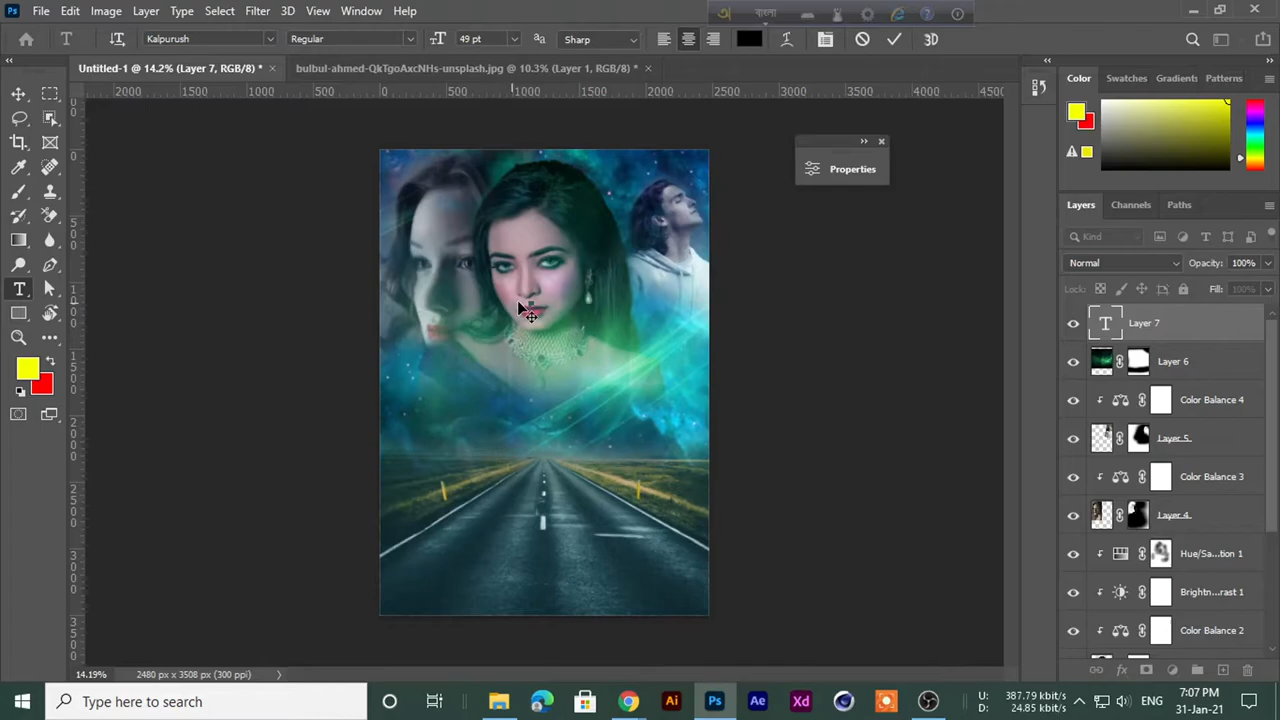 Ps File Edit Image Layer Type Select Filter 3D View Window Help
বাংলা
T Kalpurush Regular 49 pt Sharp 3D
Untitled-1 @ 14.2% (Layer 7, RGB/8) * × bulbul-ahmed-QkTgoAxcNHs-unsplash.jpg @ 10.3% (Layer 1, RGB/8) * ×
2000 1500 1000 500 0 500 1000 1500 2000 2500 3000 3500 4000 4500
Properties
Color Swatches Gradients Patterns
Layers Channels Paths
Kind
Normal Opacity: 100%
Lock: Fill: 100%
T Layer 7
Layer 6
Color Balance 4
Layer 5
Color Balance 3
Layer 4
Hue/Sa...tion 1
Brightn...rast 1
Color Balance 2
14.19% 2480 px x 3508 px (300 ppi)
Type here to search
Ai Ps Ae Xd
U: 387.79 kbit/s
D: 24.85 kbit/s
ENG
7:07 PM
31-Jan-21